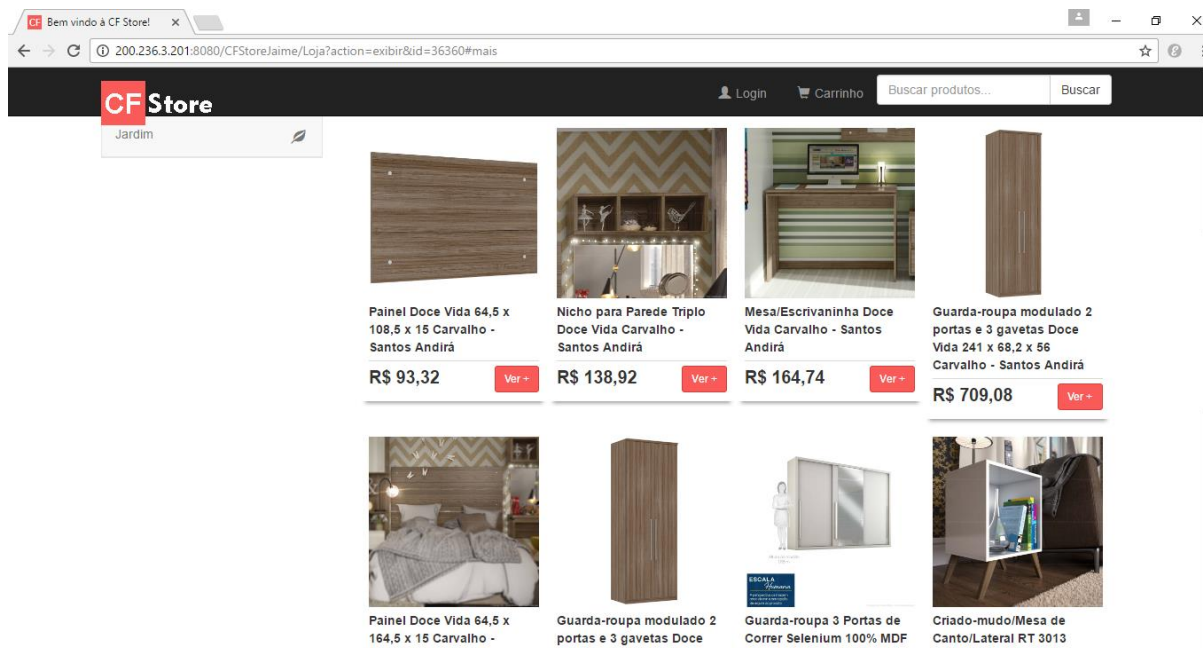 CF Bem vindo á CF Store!
200.236.3.201:8080/CFStoreJaime/Loja?action=exibir&id=36360#mais
CF Store
Login
Carrinho
Buscar produtos...
Buscar
Jardim
Painel Doce Vida 64,5 x
108,5 x 15 Carvalho -
Santos Andirá
R$ 93,32
Ver +
Nicho para Parede Triplo
Doce Vida Carvalho -
Santos Andirá
R$ 138,92
Ver +
Mesa/Escrivaninha Doce
Vida Carvalho - Santos
Andirá
R$ 164,74
Ver +
Guarda-roupa modulado 2
portas e 3 gavetas Doce
Vida 241 x 68,2 x 56
Carvalho - Santos Andirá
R$ 709,08
Ver +
Painel Doce Vida 64,5 x
164,5 x 15 Carvalho -
Guarda-roupa modulado 2
portas e 3 gavetas Doce
ESCALA
Humana
Guarda-roupa 3 Portas de
Correr Selenium 100% MDF
Criado-mudo/Mesa de
Canto/Lateral RT 3013